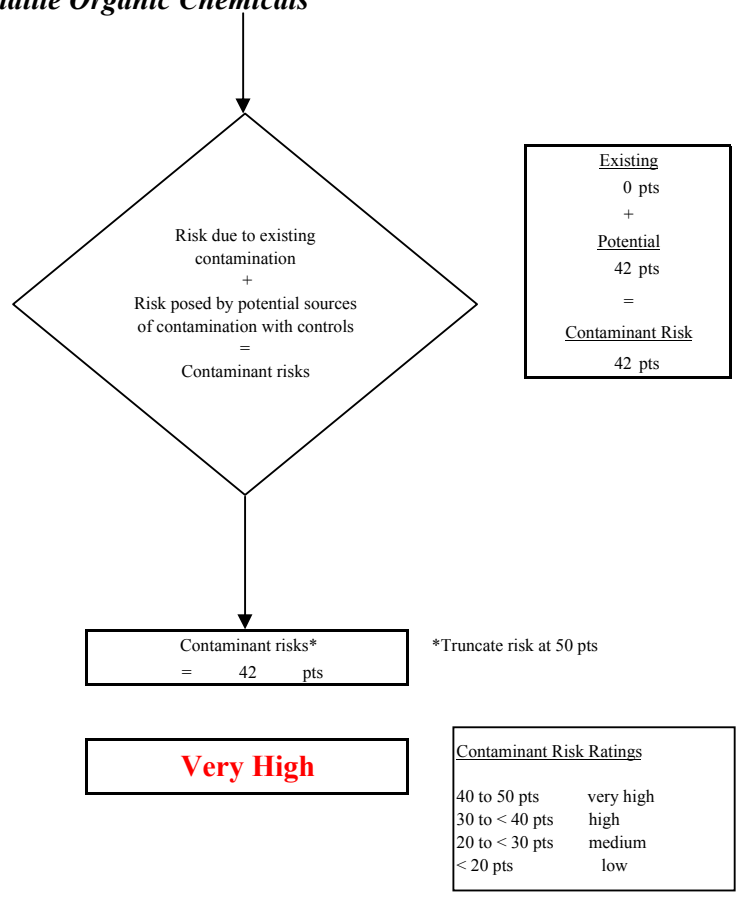 Organic Chemicals
Risk due to existing
contamination
+
Risk posed by potential sources
of contamination with controls
=
Contaminant risks
Existing
0 pts
+
Potential
42 pts
=
Contaminant Risk
42 pts
Contaminant risks*
= 42 pts
*Truncate risk at 50 pts
Very High
Contaminant Risk Ratings
40 to 50 pts very high
30 to < 40 pts high
20 to < 30 pts medium
< 20 pts low